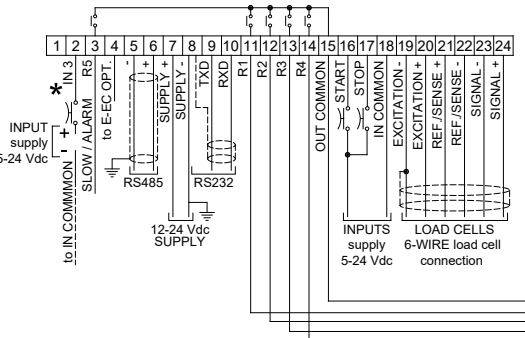 1 2 3 4 5 6 7 8 9 10 11 12 13 14 15 16 17 18 19 20 21 22 23 24
IN 3
R5
SLOW / ALARM
to E-EC OPT.
-
+
SUPPLY +
SUPPLY -
TXD
RXD
R1
R2
R3
R4
OUT COMMON
START
STOP
IN COMMON
EXCITATION -
EXCITATION +
REF./SENSE +
REF./SENSE -
SIGNAL -
SIGNAL +
*
INPUT
supply
5-24 Vdc
+
-
to IN COMMMON
RS485
RS232
12-24 Vdc
SUPPLY
INPUTS
supply
5-24 Vdc
LOAD CELLS
6-WIRE load cell
connection